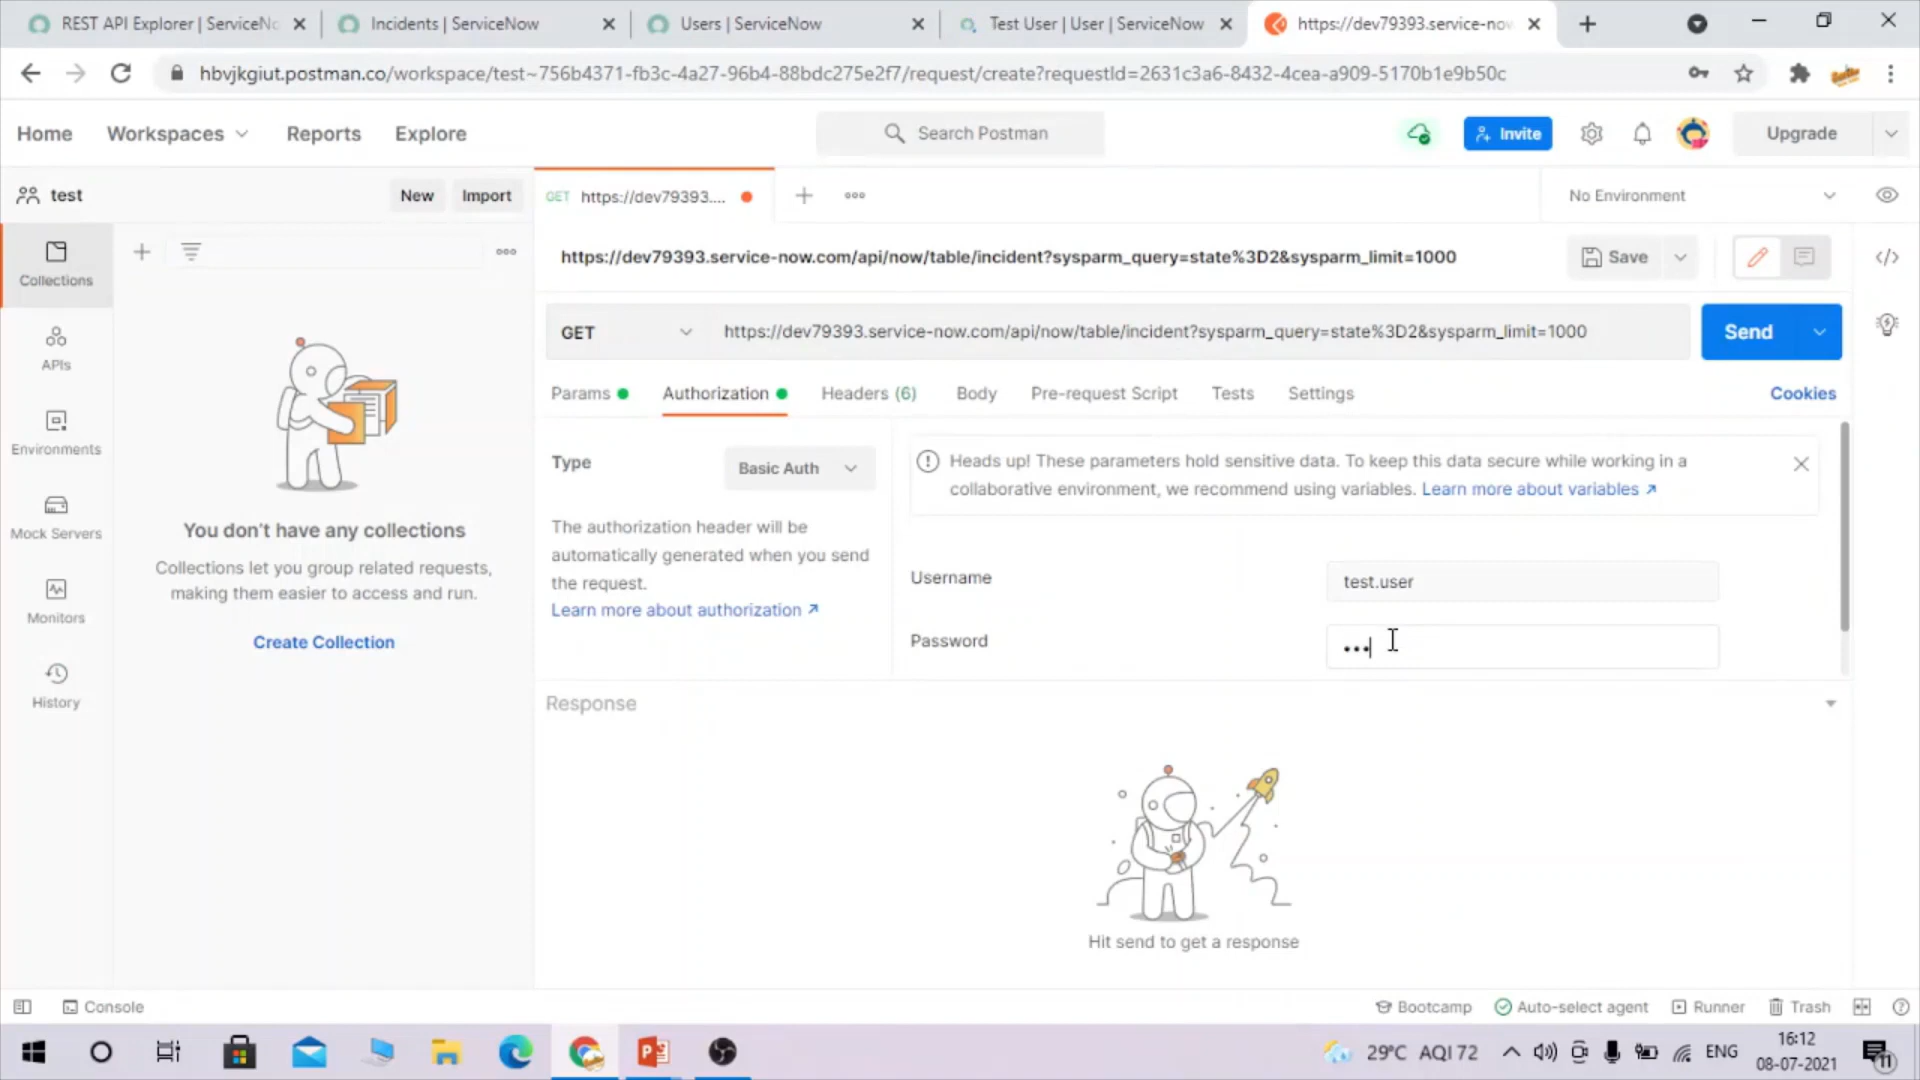 REST API Explorer | ServiceNo
Incidents | ServiceNow
Users | ServiceNow
Test User | User | ServiceNow
https://dev79393.service-now
hbvjkgiut.postman.co/workspace/test~756b4371-fb3c-4a27-96b4-88bdc275e2f7/request/create?requestId=2631c3a6-8432-4cea-a909-5170b1e9b50c
Home
Workspaces
Reports
Explore
Search Postman
Invite
Upgrade
test
New
Import
GET https://dev79393....
No Environment
Collections
https://dev79393.service-now.com/api/now/table/incident?sysparm_query=state%3D2&sysparm_limit=1000
Save
APIs
GET
https://dev79393.service-now.com/api/now/table/incident?sysparm_query=state%3D2&sysparm_limit=1000
Send
Params
Authorization
Headers (6)
Body
Pre-request Script
Tests
Settings
Cookies
Environments
Type
Basic Auth
Heads up! These parameters hold sensitive data. To keep this data secure while working in a
collaborative environment, we recommend using variables. Learn more about variables ↗
Mock Servers
You don't have any collections
Collections let you group related requests,
making them easier to access and run.
Create Collection
The authorization header will be
automatically generated when you send
the request.
Learn more about authorization ↗
Username
test.user
Password
•••
Monitors
History
Response
Hit send to get a response
Console
Bootcamp
Auto-select agent
Runner
Trash
29°C AQI 72
ENG
16:12
08-07-2021
11